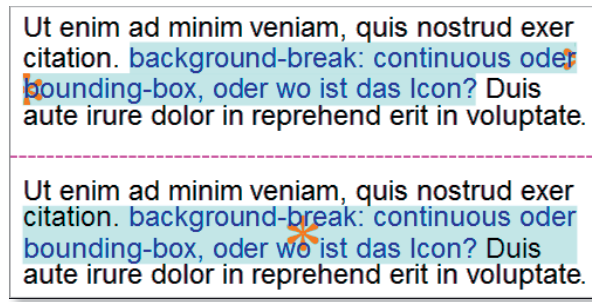 Ut enim ad minim veniam, quis nostrud exer
citation. background-break: continuous oder
bounding-box, oder wo ist das Icon? Duis
aute irure dolor in reprehend erit in voluptate.
Ut enim ad minim veniam, quis nostrud exer
citation. background-break: continuous oder
bounding-box, oder wo ist das Icon? Duis
aute irure dolor in reprehend erit in voluptate.